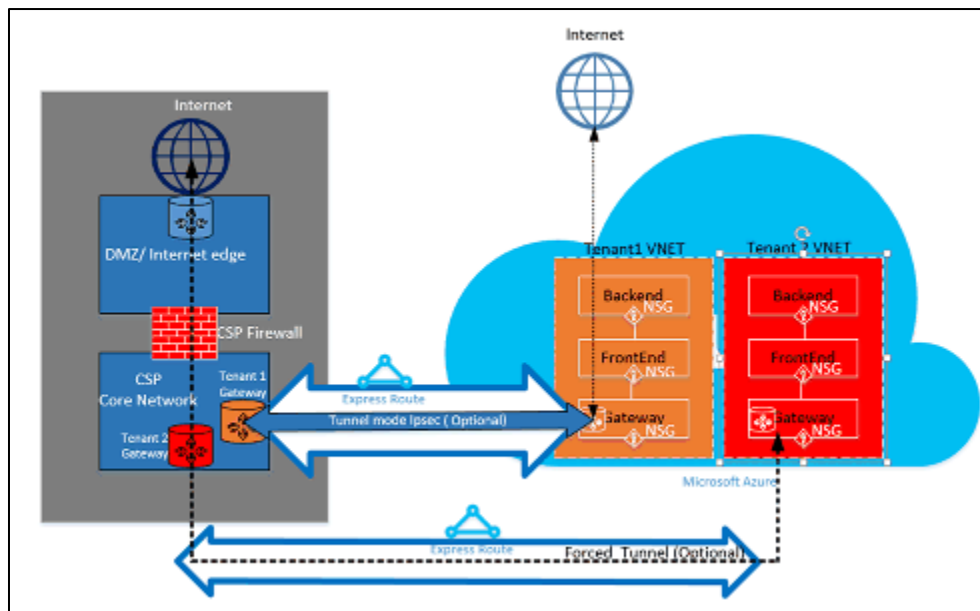 Internet
Internet
DMZ/ Internet edge
CSP Firewall
CSP
Core Network
Tenant 1
Gateway
Tenant 2
Gateway
Express Route
Tunnel mode Ipsec ( Optional)
Tenant1 VNET
Backend
NSG
FrontEnd
NSG
Gateway
NSG
Tenant 2 VNET
Backend
NSG
FrontEnd
NSG
Gateway
NSG
Microsoft Azure
Express Route
Forced Tunnel (Optional)